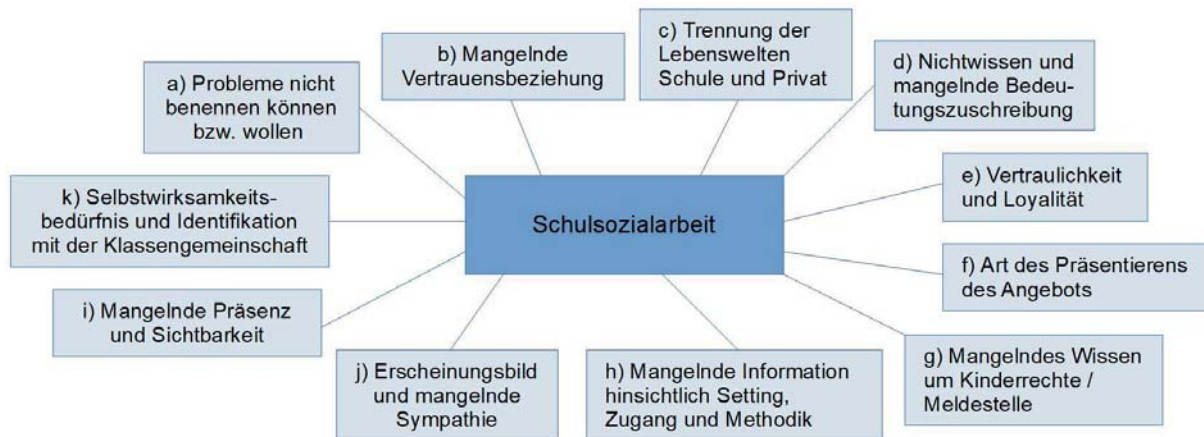 a) Probleme nicht
benennen können
bzw. wollen
b) Mangelnde
Vertrauensbeziehung
c) Trennung der
Lebenswelten
Schule und Privat
d) Nichtwissen und
mangelnde Bedeu-
tungszuschreibung
k) Selbstwirksamkeits-
bedürfnis und Identifikation
mit der Klassengemeinschaft
Schulsozialarbeit
e) Vertraulichkeit
und Loyalität
f) Art des Präsentierens
des Angebots
i) Mangelnde Präsenz
und Sichtbarkeit
j) Erscheinungsbild
und mangelnde
Sympathie
h) Mangelnde Information
hinsichtlich Setting,
Zugang und Methodik
g) Mangelndes Wissen
um Kinderrechte /
Meldestelle